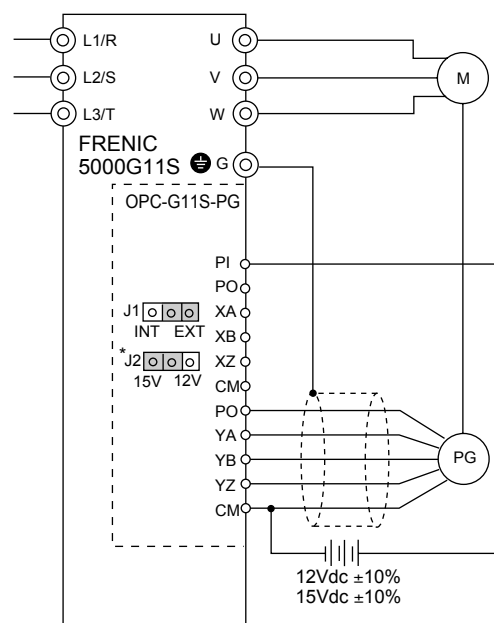 L1/R
U
L2/S
V
M
L3/T
W
FRENIC
5000G11S
G
OPC-G11S-PG
PI
PO
J1
XA
INT EXT
XB
*J2
XZ
15V 12V
CM
PO
YA
YB
PG
YZ
CM
12Vdc ±10%
15Vdc ±10%